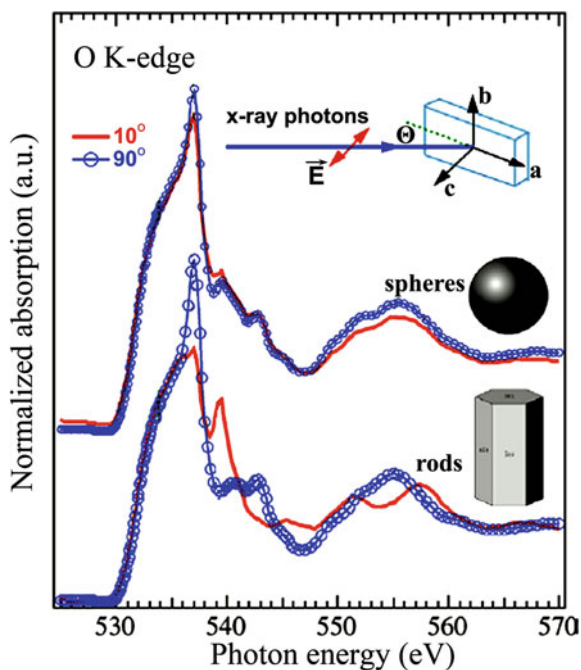 O K-edge
10°
90°
x-ray photons
E
Θ
b
a
c
spheres
rods
Normalized absorption (a.u.)
530 540 550 560 570
Photon energy (eV)